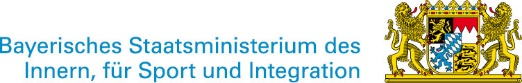 Bayerisches Staatsministerium des
Innern, für Sport und Integration